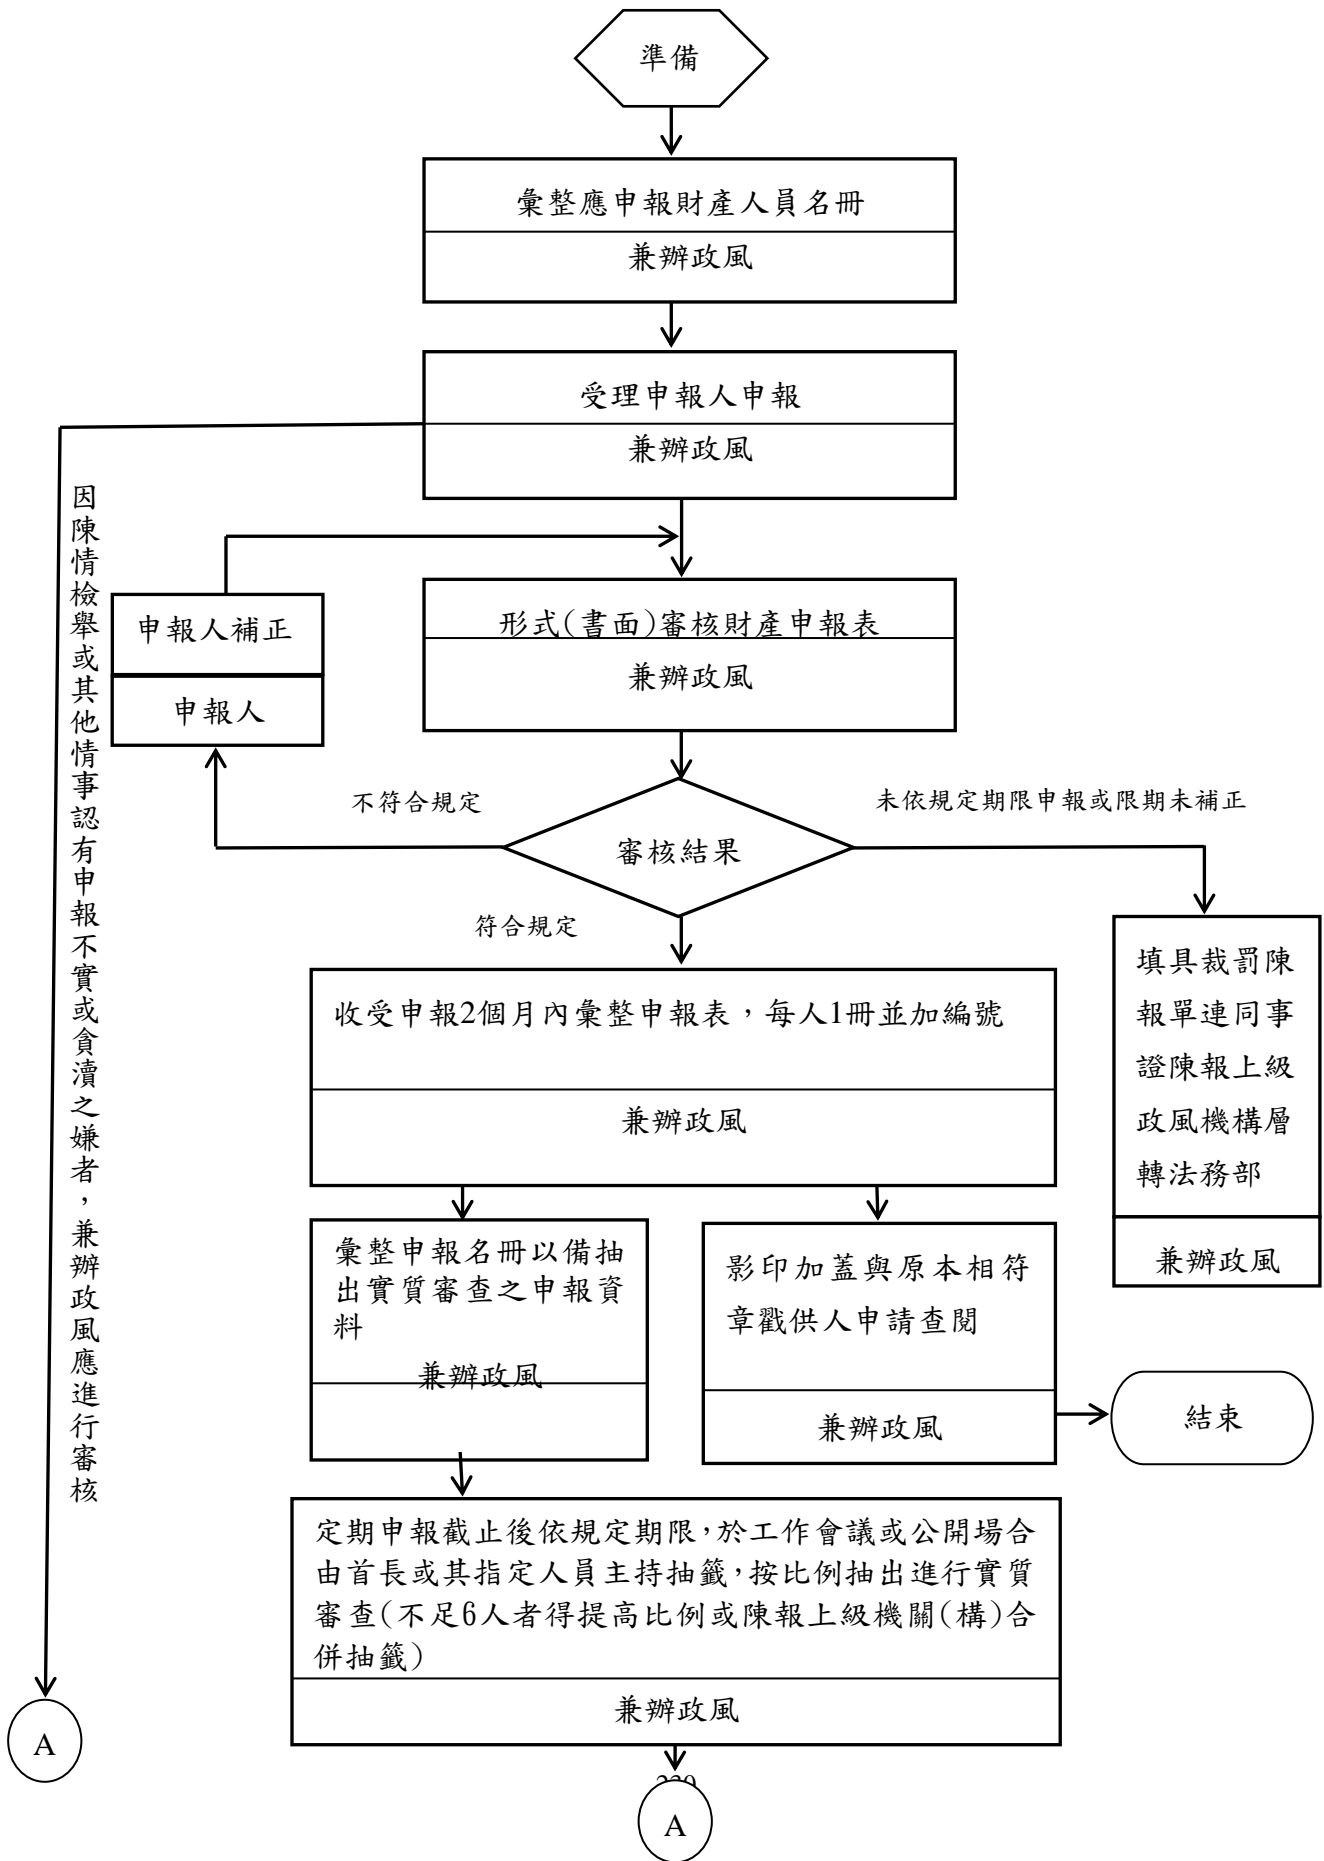 準備
彙整應申報財產人員名冊
兼辦政風
受理申報人申報
兼辦政風
因陳情檢舉或其他情事認有申報不實或貪瀆之嫌者，兼辦政風應進行審核
申報人補正
申報人
形式(書面)審核財產申報表
兼辦政風
不符合規定
未依規定期限申報或限期未補正
審核結果
符合規定
填具裁罰陳
報單連同事
證陳報上級
政風機構層
轉法務部
兼辦政風
收受申報2個月內彙整申報表，每人1冊並加編號
兼辦政風
彙整申報名冊以備抽
出實質審查之申報資
料
兼辦政風
影印加蓋與原本相符
章戳供人申請查閱
兼辦政風
結束
定期申報截止後依規定期限，於工作會議或公開場合
由首長或其指定人員主持抽籤，按比例抽出進行實質
審查(不足6人者得提高比例或陳報上級機關(構)合
併抽籤)
兼辦政風
A
A